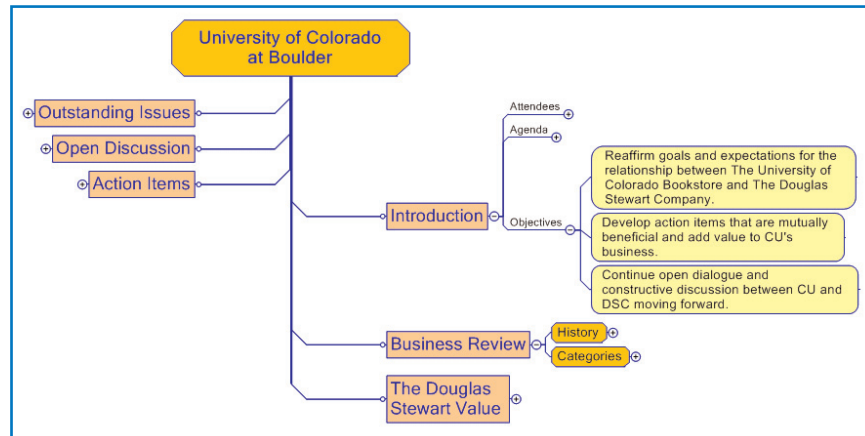 University of Colorado
at Boulder
Outstanding Issues
Open Discussion
Action Items
Introduction
Attendees
Agenda
Objectives
Reaffirm goals and expectations for the
relationship between The University of
Colorado Bookstore and The Douglas
Stewart Company.
Develop action items that are mutually
beneficial and add value to CU's
business.
Continue open dialogue and
constructive discussion between CU and
DSC moving forward.
Business Review
History
Categories
The Douglas
Stewart Value